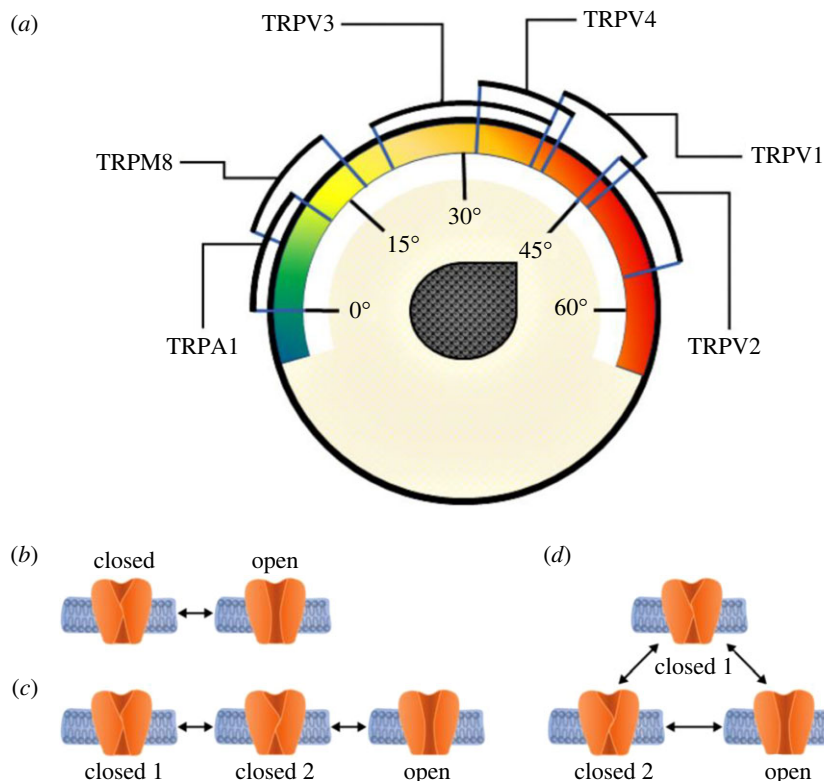 (a)
TRPV3
TRPV4
TRPM8
TRPV1
30°
15°
45°
0°
60°
TRPA1
TRPV2
(b)
closed
open
(d)
closed 1
(c)
closed 1
closed 2
open
closed 2
open